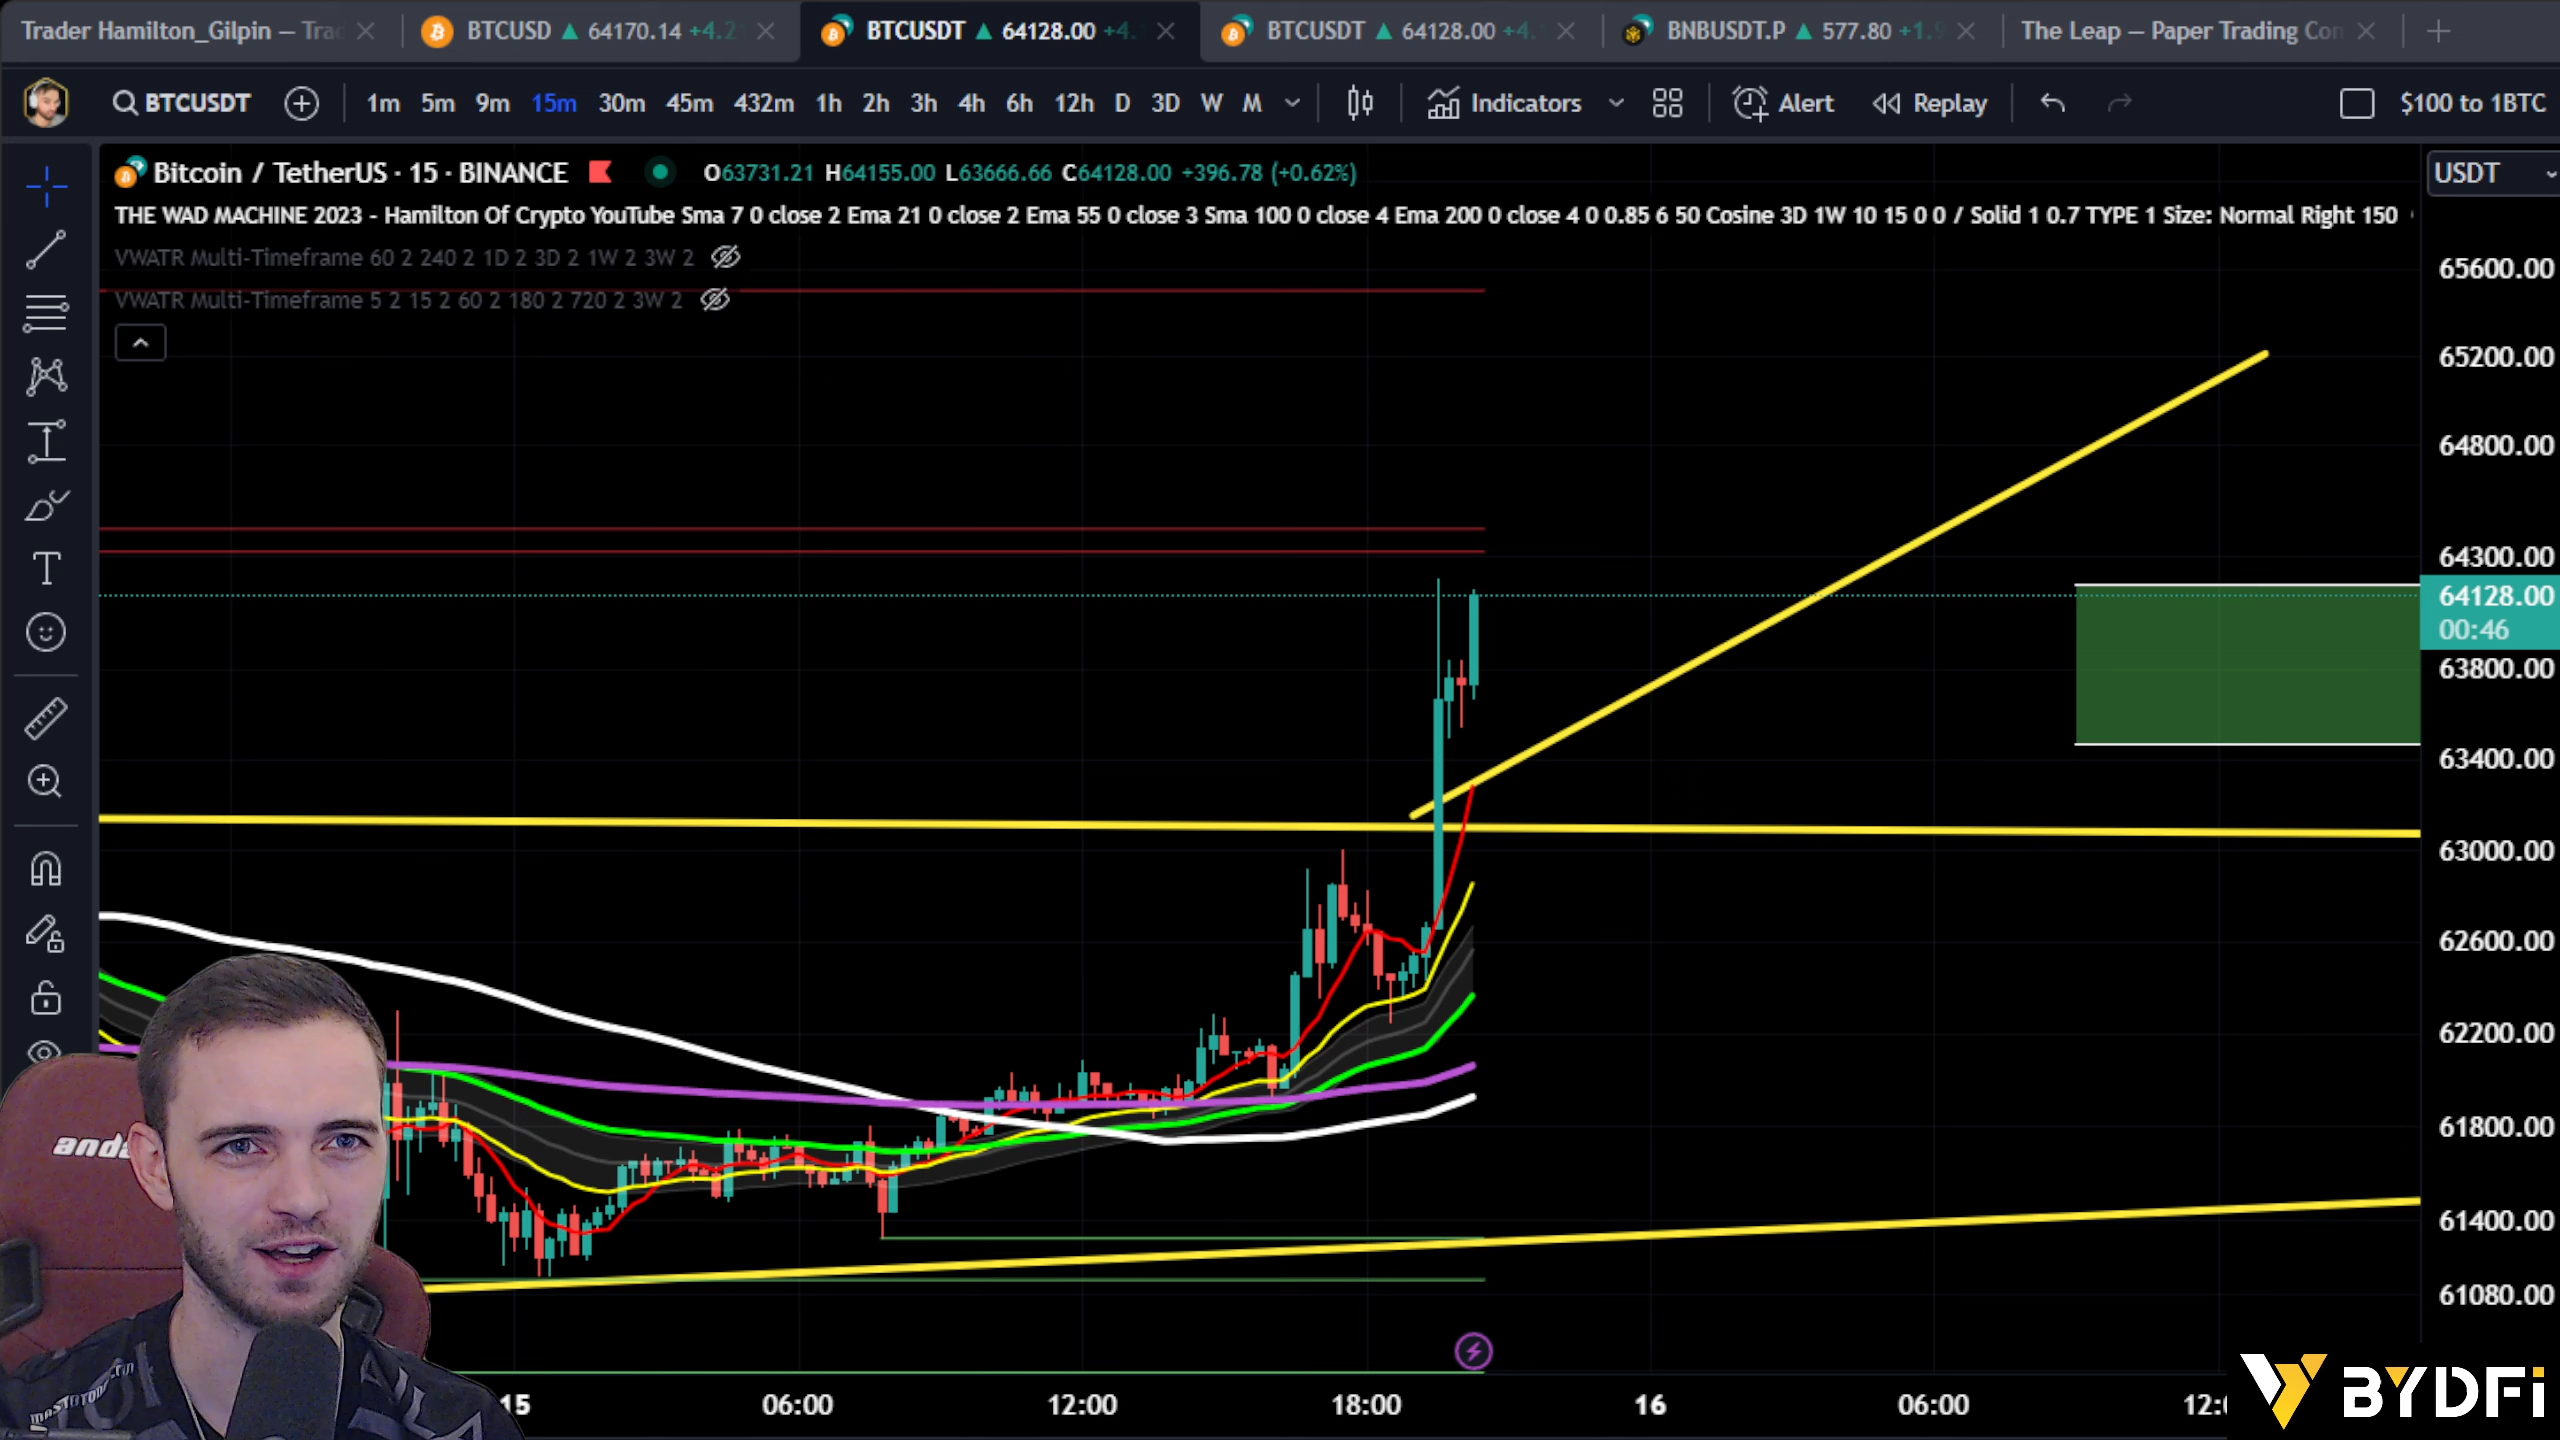 Trader Hamilton_Gilpin — Trad
BTCUSD 64170.14 +4.2
BTCUSDT 64128.00 +4.
BTCUSDT 64128.00 +4.
BNBUSDT.P 577.80 +1.9
The Leap — Paper Trading Con
BTCUSDT 1m 5m 9m 15m 30m 45m 432m 1h 2h 3h 4h 6h 12h D 3D W M Indicators Alert Replay $100 to 1BTC
Bitcoin / TetherUS · 15 · BINANCE O63731.21 H64155.00 L63666.66 C64128.00 +396.78 (+0.62%)
USDT
THE WAD MACHINE 2023 - Hamilton Of Crypto YouTube Sma 7 0 close 2 Ema 21 0 close 2 Ema 55 0 close 3 Sma 100 0 close 4 Ema 200 0 close 4 0 0.85 6 50 Cosine 3D 1W 10 15 0 0 / Solid 1 0.7 TYPE 1 Size: Normal Right 150
VWATR Multi-Timeframe 60 2 240 2 1D 2 3D 2 1W 2 3W 2
VWATR Multi-Timeframe 5 2 15 2 60 2 180 2 720 2 3W 2
65600.00
65200.00
64800.00
64300.00
64128.00
00:46
63800.00
63400.00
63000.00
62600.00
62200.00
61800.00
61400.00
61080.00
anda
15 06:00 12:00 18:00 16 06:00 12:
BYDFi